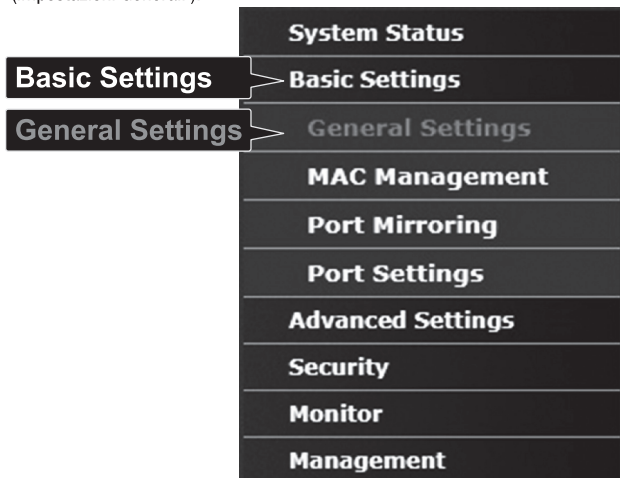 System Status
Basic Settings
Basic Settings
General Settings
General Settings
MAC Management
Port Mirroring
Port Settings
Advanced Settings
Security
Monitor
Management